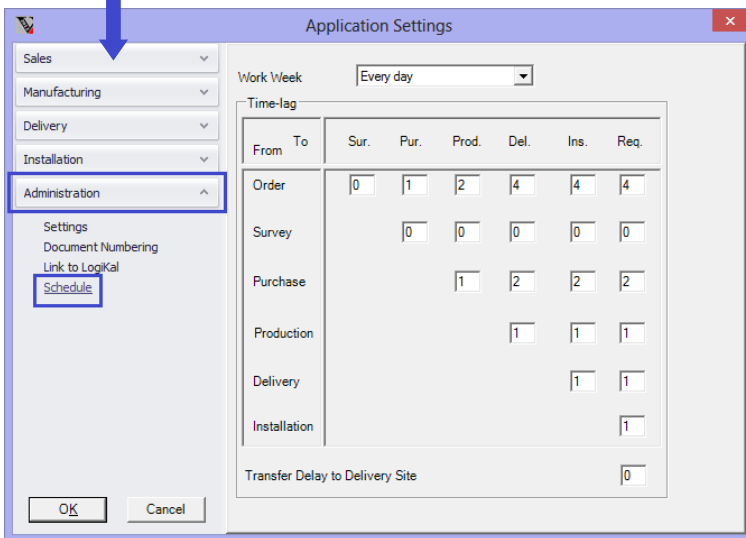 Application Settings
Sales
Manufacturing
Delivery
Installation
Administration
Settings
Document Numbering
Link to LogiKal
Schedule
OK Cancel
Work Week Every day
Time-lag
From To Sur. Pur. Prod. Del. Ins. Req.
Order 0 1 2 4 4 4
Survey 0 0 0 0 0
Purchase 1 2 2 2
Production 1 1 1
Delivery 1 1
Installation 1
Transfer Delay to Delivery Site 0